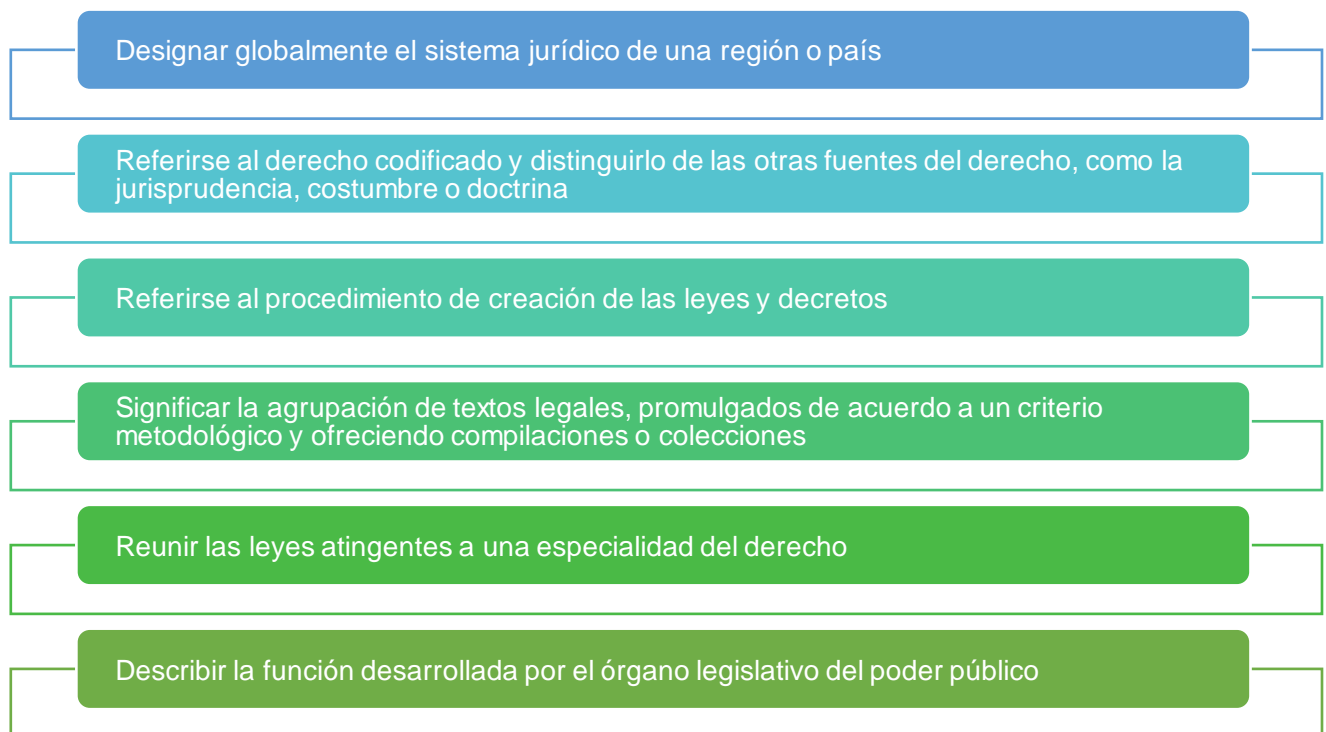 Designar globalmente el sistema jurídico de una región o país
Referirse al derecho codificado y distinguirlo de las otras fuentes del derecho, como la
jurisprudencia, costumbre o doctrina
Referirse al procedimiento de creación de las leyes y decretos
Significar la agrupación de textos legales, promulgados de acuerdo a un criterio
metodológico y ofreciendo compilaciones o colecciones
Reunir las leyes atingentes a una especialidad del derecho
Describir la función desarrollada por el órgano legislativo del poder público